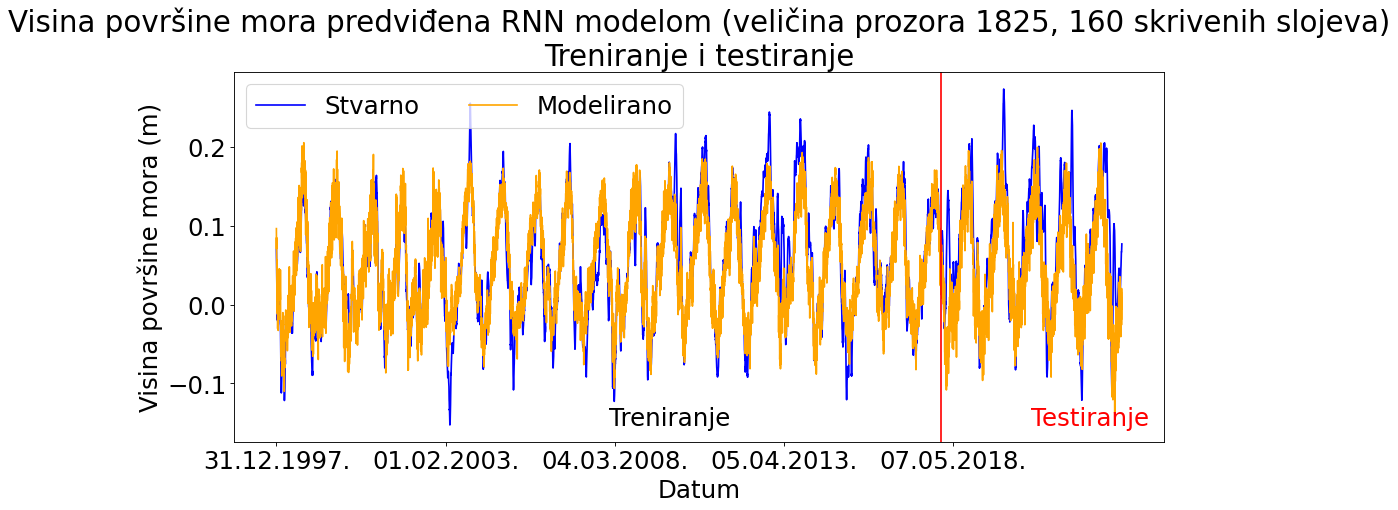 Visina površine mora predviđena RNN modelom (veličina prozora 1825, 160 skrivenih slojeva)
Treniranje i testiranje
Stvarno
Modelirano
Visina površine mora (m)
0.2
0.1
0.0
−0.1
Treniranje
Testiranje
31.12.1997.
01.02.2003.
04.03.2008.
05.04.2013.
07.05.2018.
Datum